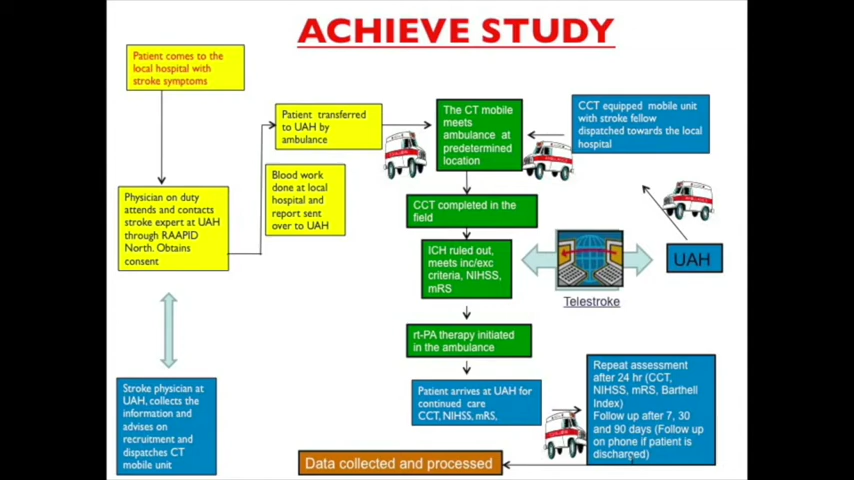 ACHIEVE STUDY
Patient comes to the
local hospital with
stroke symptoms
Physician on duty
attends and contacts
stroke expert at UAH
through RAAPID
North. Obtains
consent
Stroke physician at
UAH, collects the
information and
advises on
recruitment and
dispatches CT
mobile unit
Patient transferred
to UAH by
ambulance
Blood work
done at local
hospital and
report sent
over to UAH
The CT mobile
meets
ambulance at
predetermined
location
CCT equipped mobile unit
with stroke fellow
dispatched towards the local
hospital
UAH
CCT completed in the
field
ICH ruled out,
meets inc/exc
criteria, NIHSS,
mRS
Telestroke
rt-PA therapy initiated
in the ambulance
Patient arrives at UAH for
continued care
CCT, NIHSS, mRS,
Repeat assessment
after 24 hr (CCT,
NIHSS, mRS, Barthell
Index)
Follow up after 7, 30
and 90 days (Follow up
on phone if patient is
discharged)
Data collected and processed